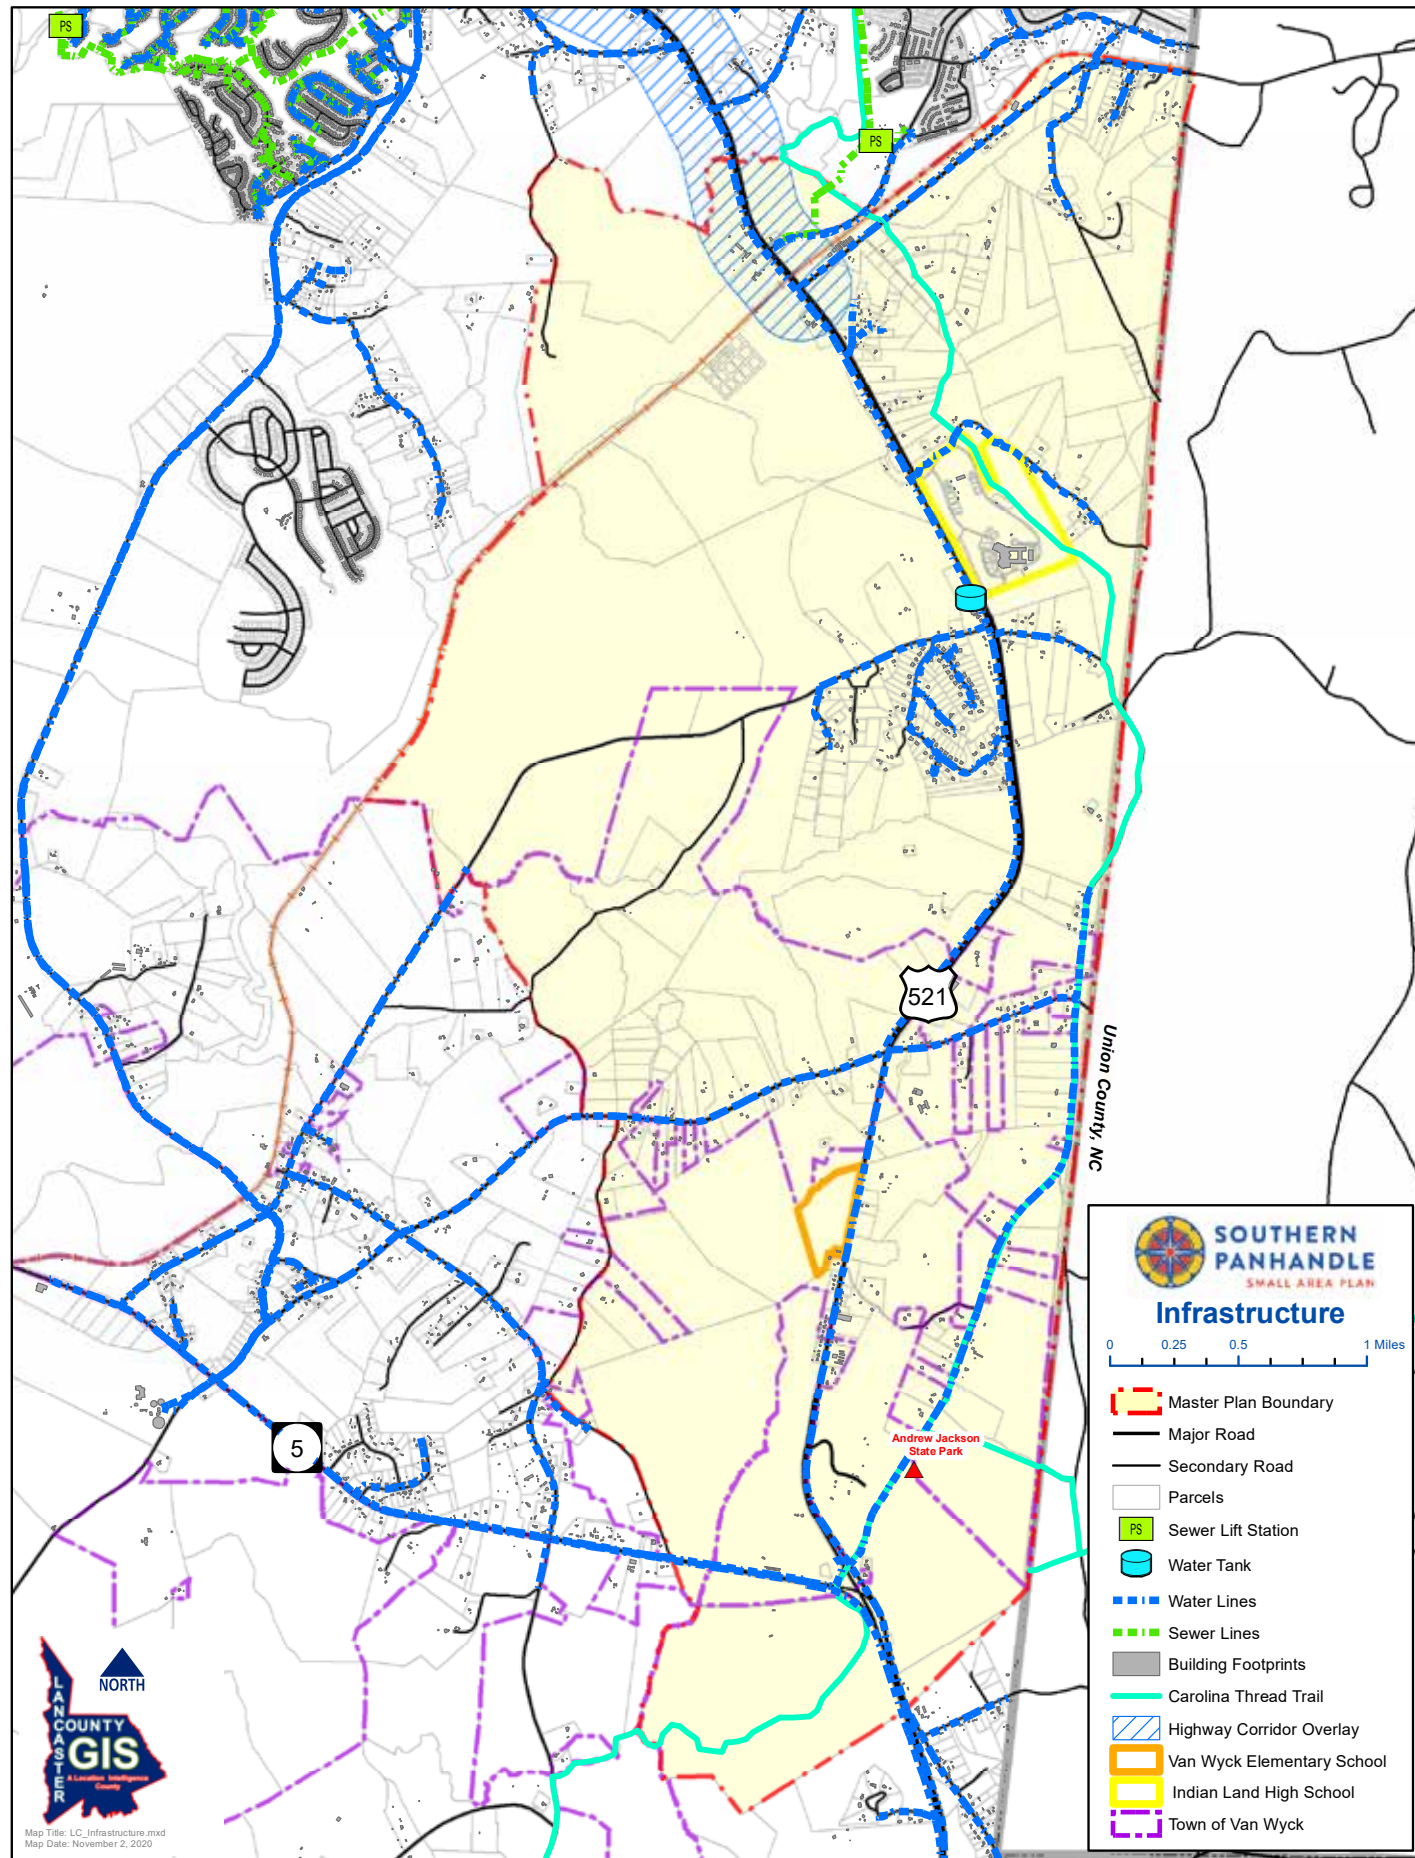 PS
PS
521
Union County, NC
5
Andrew Jackson
State Park
SOUTHERN
PANHANDLE
SMALL AREA PLAN
Infrastructure
0 0.25 0.5 1 Miles
Master Plan Boundary
Major Road
Secondary Road
Parcels
PS Sewer Lift Station
Water Tank
Water Lines
Sewer Lines
Building Footprints
Carolina Thread Trail
Highway Corridor Overlay
Van Wyck Elementary School
Indian Land High School
Town of Van Wyck
NORTH
LANCASTER
COUNTY
GIS
A Location Intelligence
County
Map Title: LC_Infrastructure.mxd
Map Date: November 2, 2020